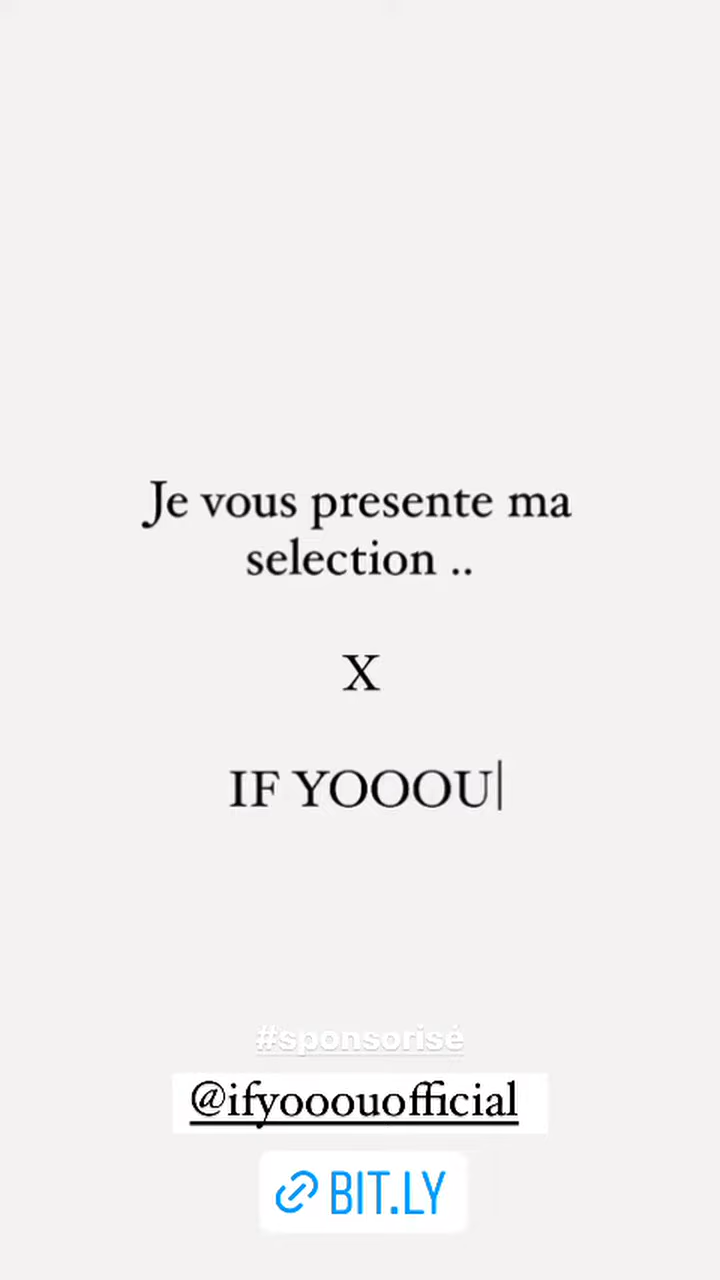 Je vous presente ma
selection ..
X
IF YOOOU
#sponsorisé
@ifyooouofficial
BIT.LY